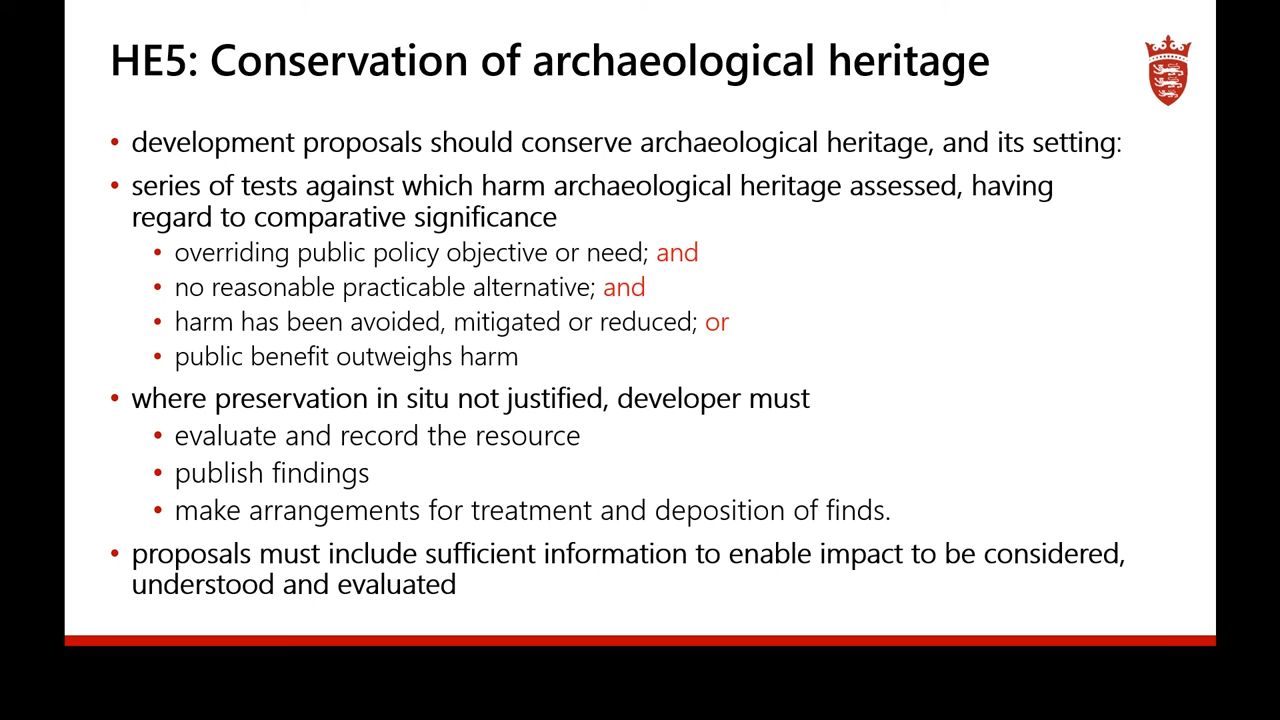 HE5: Conservation of archaeological heritage
• development proposals should conserve archaeological heritage, and its setting:
• series of tests against which harm archaeological heritage assessed, having
regard to comparative significance
• overriding public policy objective or need; and
• no reasonable practicable alternative; and
• harm has been avoided, mitigated or reduced; or
• public benefit outweighs harm
• where preservation in situ not justified, developer must
• evaluate and record the resource
• publish findings
• make arrangements for treatment and deposition of finds.
• proposals must include sufficient information to enable impact to be considered,
understood and evaluated